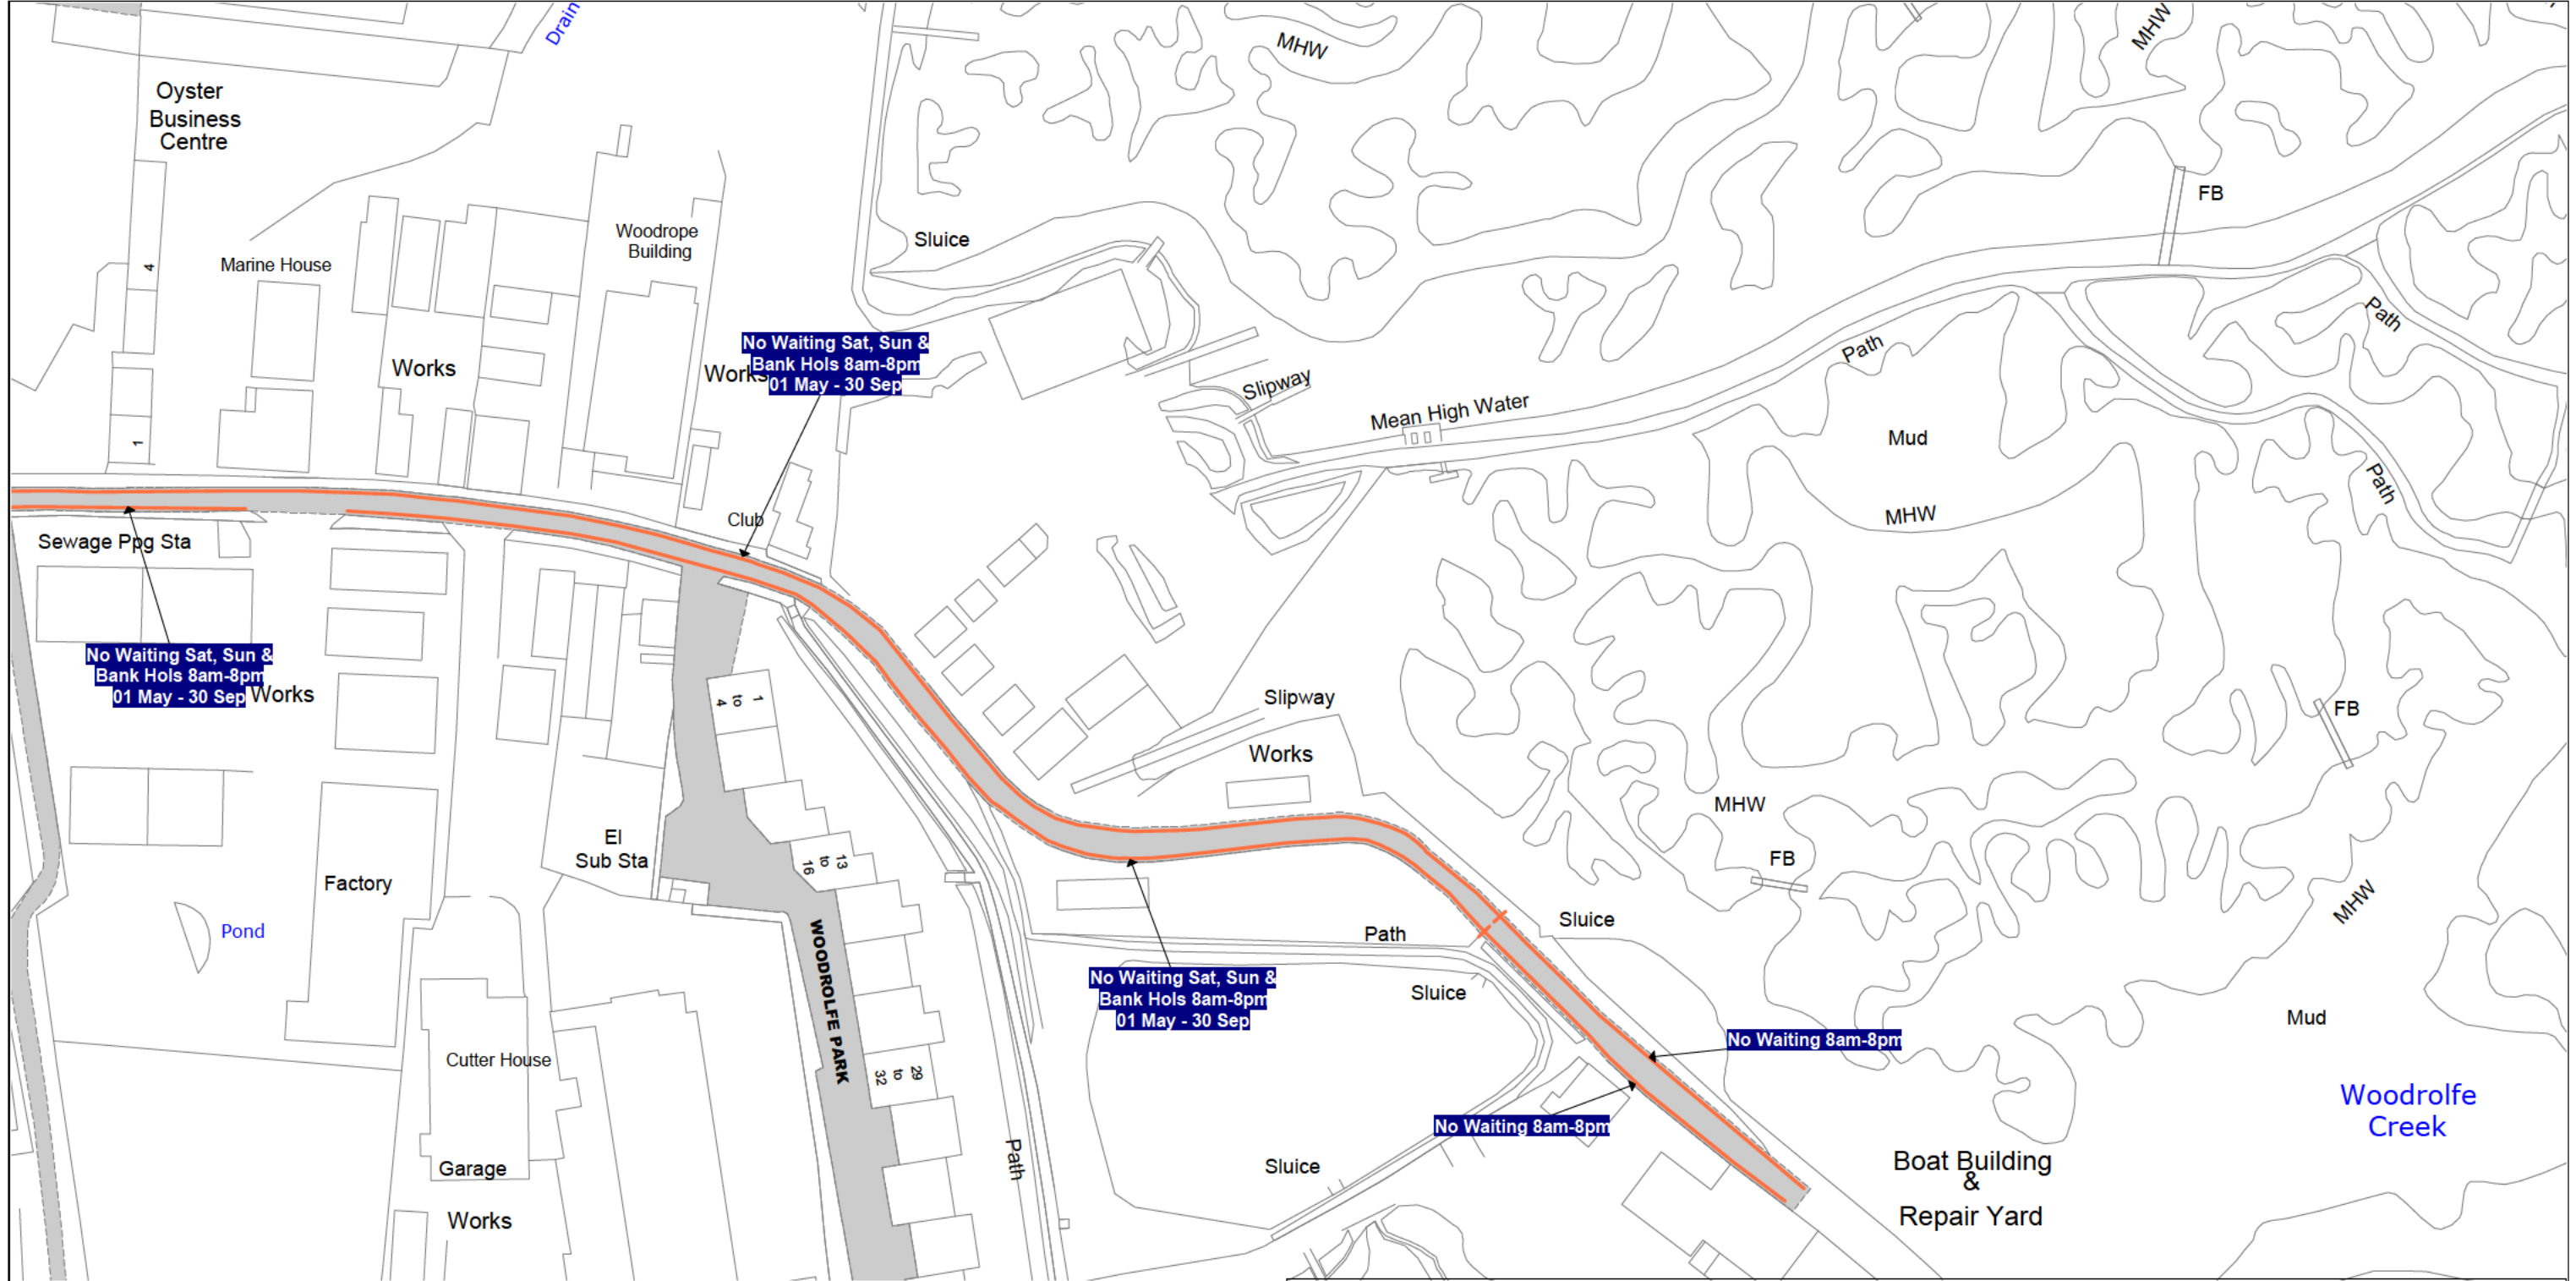 Drain
MHW
MHW
Oyster
Business
Centre
4
Marine House
Woodrope
Building
Sluice
FB
Works
Works
No Waiting Sat, Sun &
Bank Hols 8am-8pm
01 May - 30 Sep
Slipway
Path
Path
Mean High Water
Mud
1
Path
MHW
Club
Sewage Ppg Sta
No Waiting Sat, Sun &
Bank Hols 8am-8pm
01 May - 30 Sep
Works
1
to
4
Slipway
FB
Works
MHW
El
Sub Sta
13
to
16
FB
Factory
MHW
Pond
Path
Sluice
WOODROLFE PARK
No Waiting Sat, Sun &
Bank Hols 8am-8pm
01 May - 30 Sep
Sluice
Mud
Cutter House
29
to
32
No Waiting 8am-8pm
Woodrolfe
Creek
No Waiting 8am-8pm
Garage
Path
Sluice
Boat Building
&
Repair Yard
Works